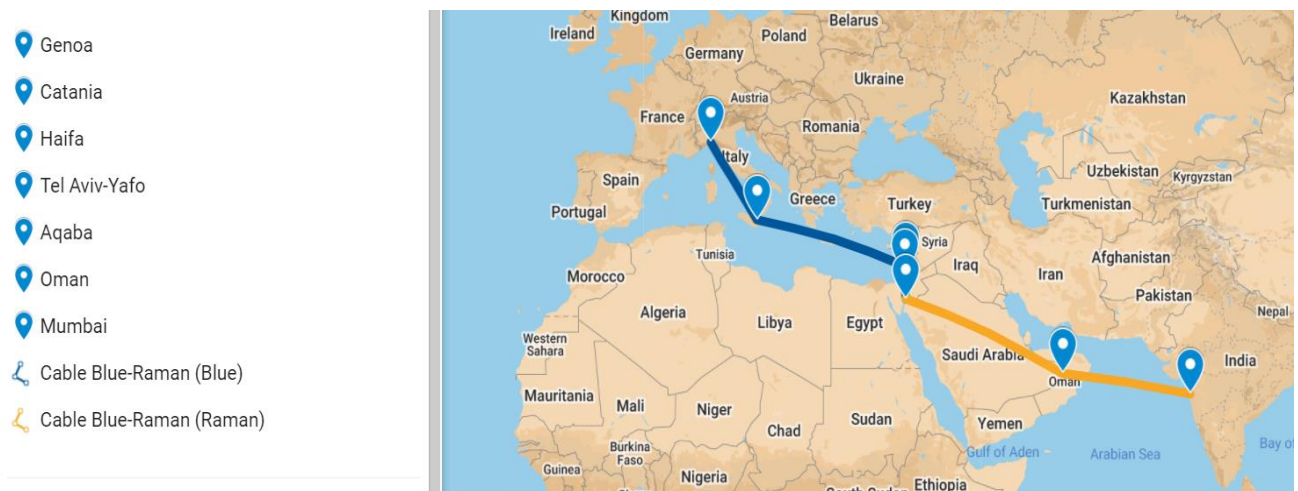 Genoa
Catania
Haifa
Tel Aviv-Yafo
Aqaba
Oman
Mumbai
Cable Blue-Raman (Blue)
Cable Blue-Raman (Raman)
Kingdom
Ireland
Belarus
Poland
Germany
Ukraine
Kazakhstan
Austria
France
Romania
Italy
Uzbekistan
Kyrgyzstan
Spain
Greece
Turkey
Turkmenistan
Portugal
Syria
Tunisia
Iraq
Iran
Afghanistan
Morocco
Pakistan
Algeria
Libya
Egypt
Nepal
Western
Sahara
Saudi Arabia
India
Oman
Mauritania
Mali
Niger
Chad
Sudan
Yemen
Burkina
Faso
Gulf of Aden
Arabian Sea
Bay of
Guinea
Nigeria
Ethiopia
South Sudan